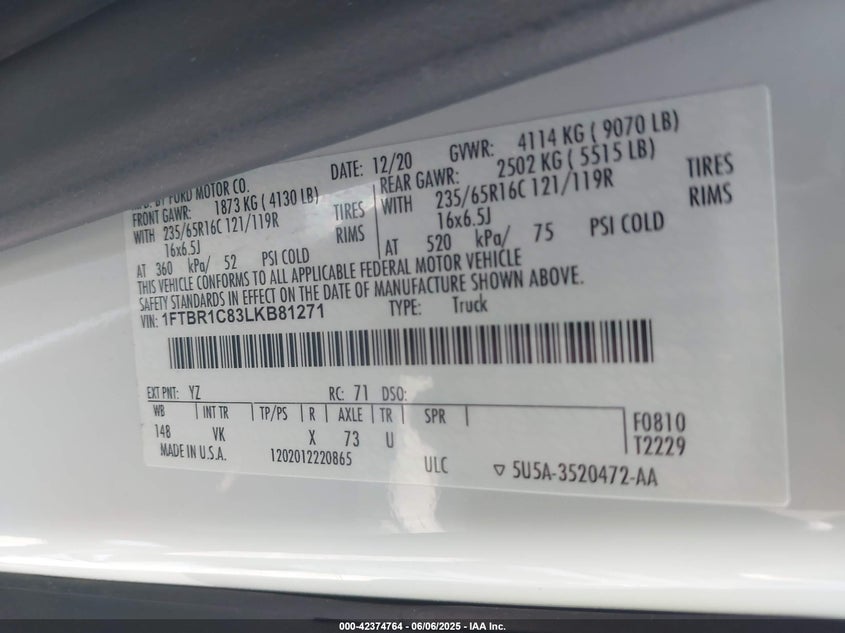 DATE: 12/20 GVWR: 4114 KG ( 9070 LB)
BY FORD MOTOR CO.
FRONT GAWR: 1873 KG ( 4130 LB)
REAR GAWR: 2502 KG ( 5515 LB)
WITH 235/65R16C 121/119R TIRES
WITH 235/65R16C 121/119R TIRES
16x6.5J RIMS
16x6.5J RIMS
AT 360 kPa/ 52 PSI COLD
AT 520 kPa/ 75 PSI COLD
THIS VEHICLE CONFORMS TO ALL APPLICABLE FEDERAL MOTOR VEHICLE
SAFETY STANDARDS IN EFFECT ON THE DATE OF MANUFACTURE SHOWN ABOVE.
VIN: 1FTBR1C83LKB81271 TYPE: Truck
EXT PNT: YZ RC: 71 DSO:
WB INT TR TP/PS R AXLE TR SPR
148 VK X 73 U
F0810
T2229
MADE IN U.S.A. 1202012220865 ULC ▽ 5U5A-3520472-AA
000-42374764 - 06/06/2025 - IAA Inc.